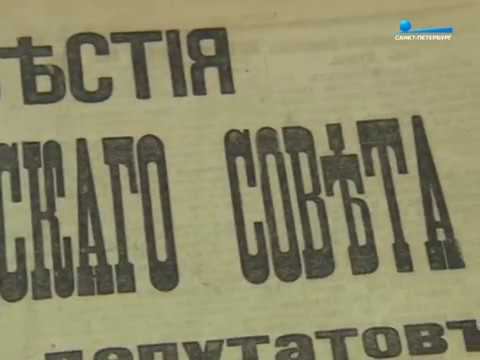 САНКТ-ПЕТЕРБУРГ
ѢСТІЯ
СКАГО СОВѢТА
депутатовъ